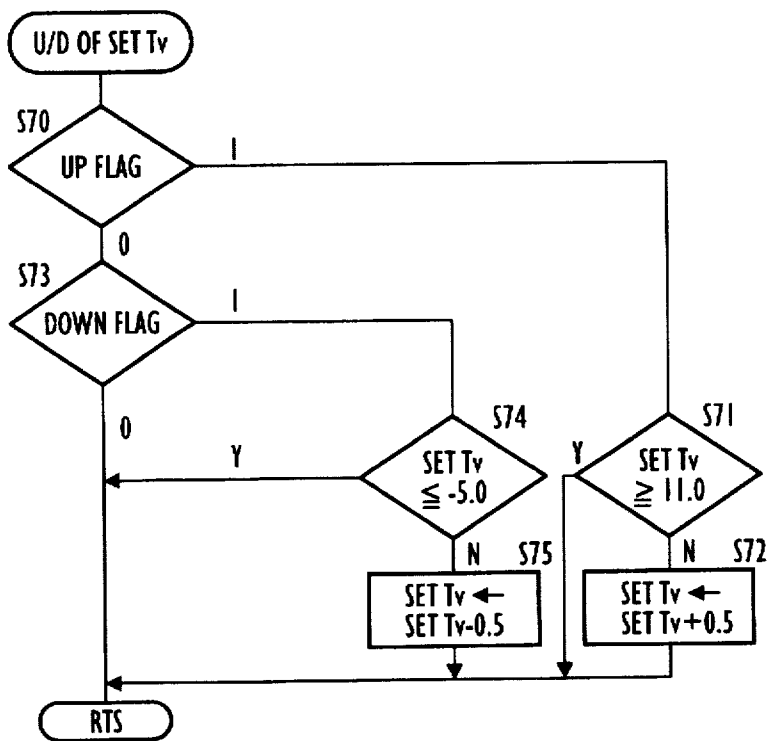 U/D OF SET Tv
S70
UP FLAG
1
0
S73
DOWN FLAG
1
0
S74
SET Tv
≦ -5.0
Y
N
S71
SET Tv
≧ 11.0
Y
N
S75
SET Tv ←
SET Tv-0.5
S72
SET Tv ←
SET Tv+0.5
RTS